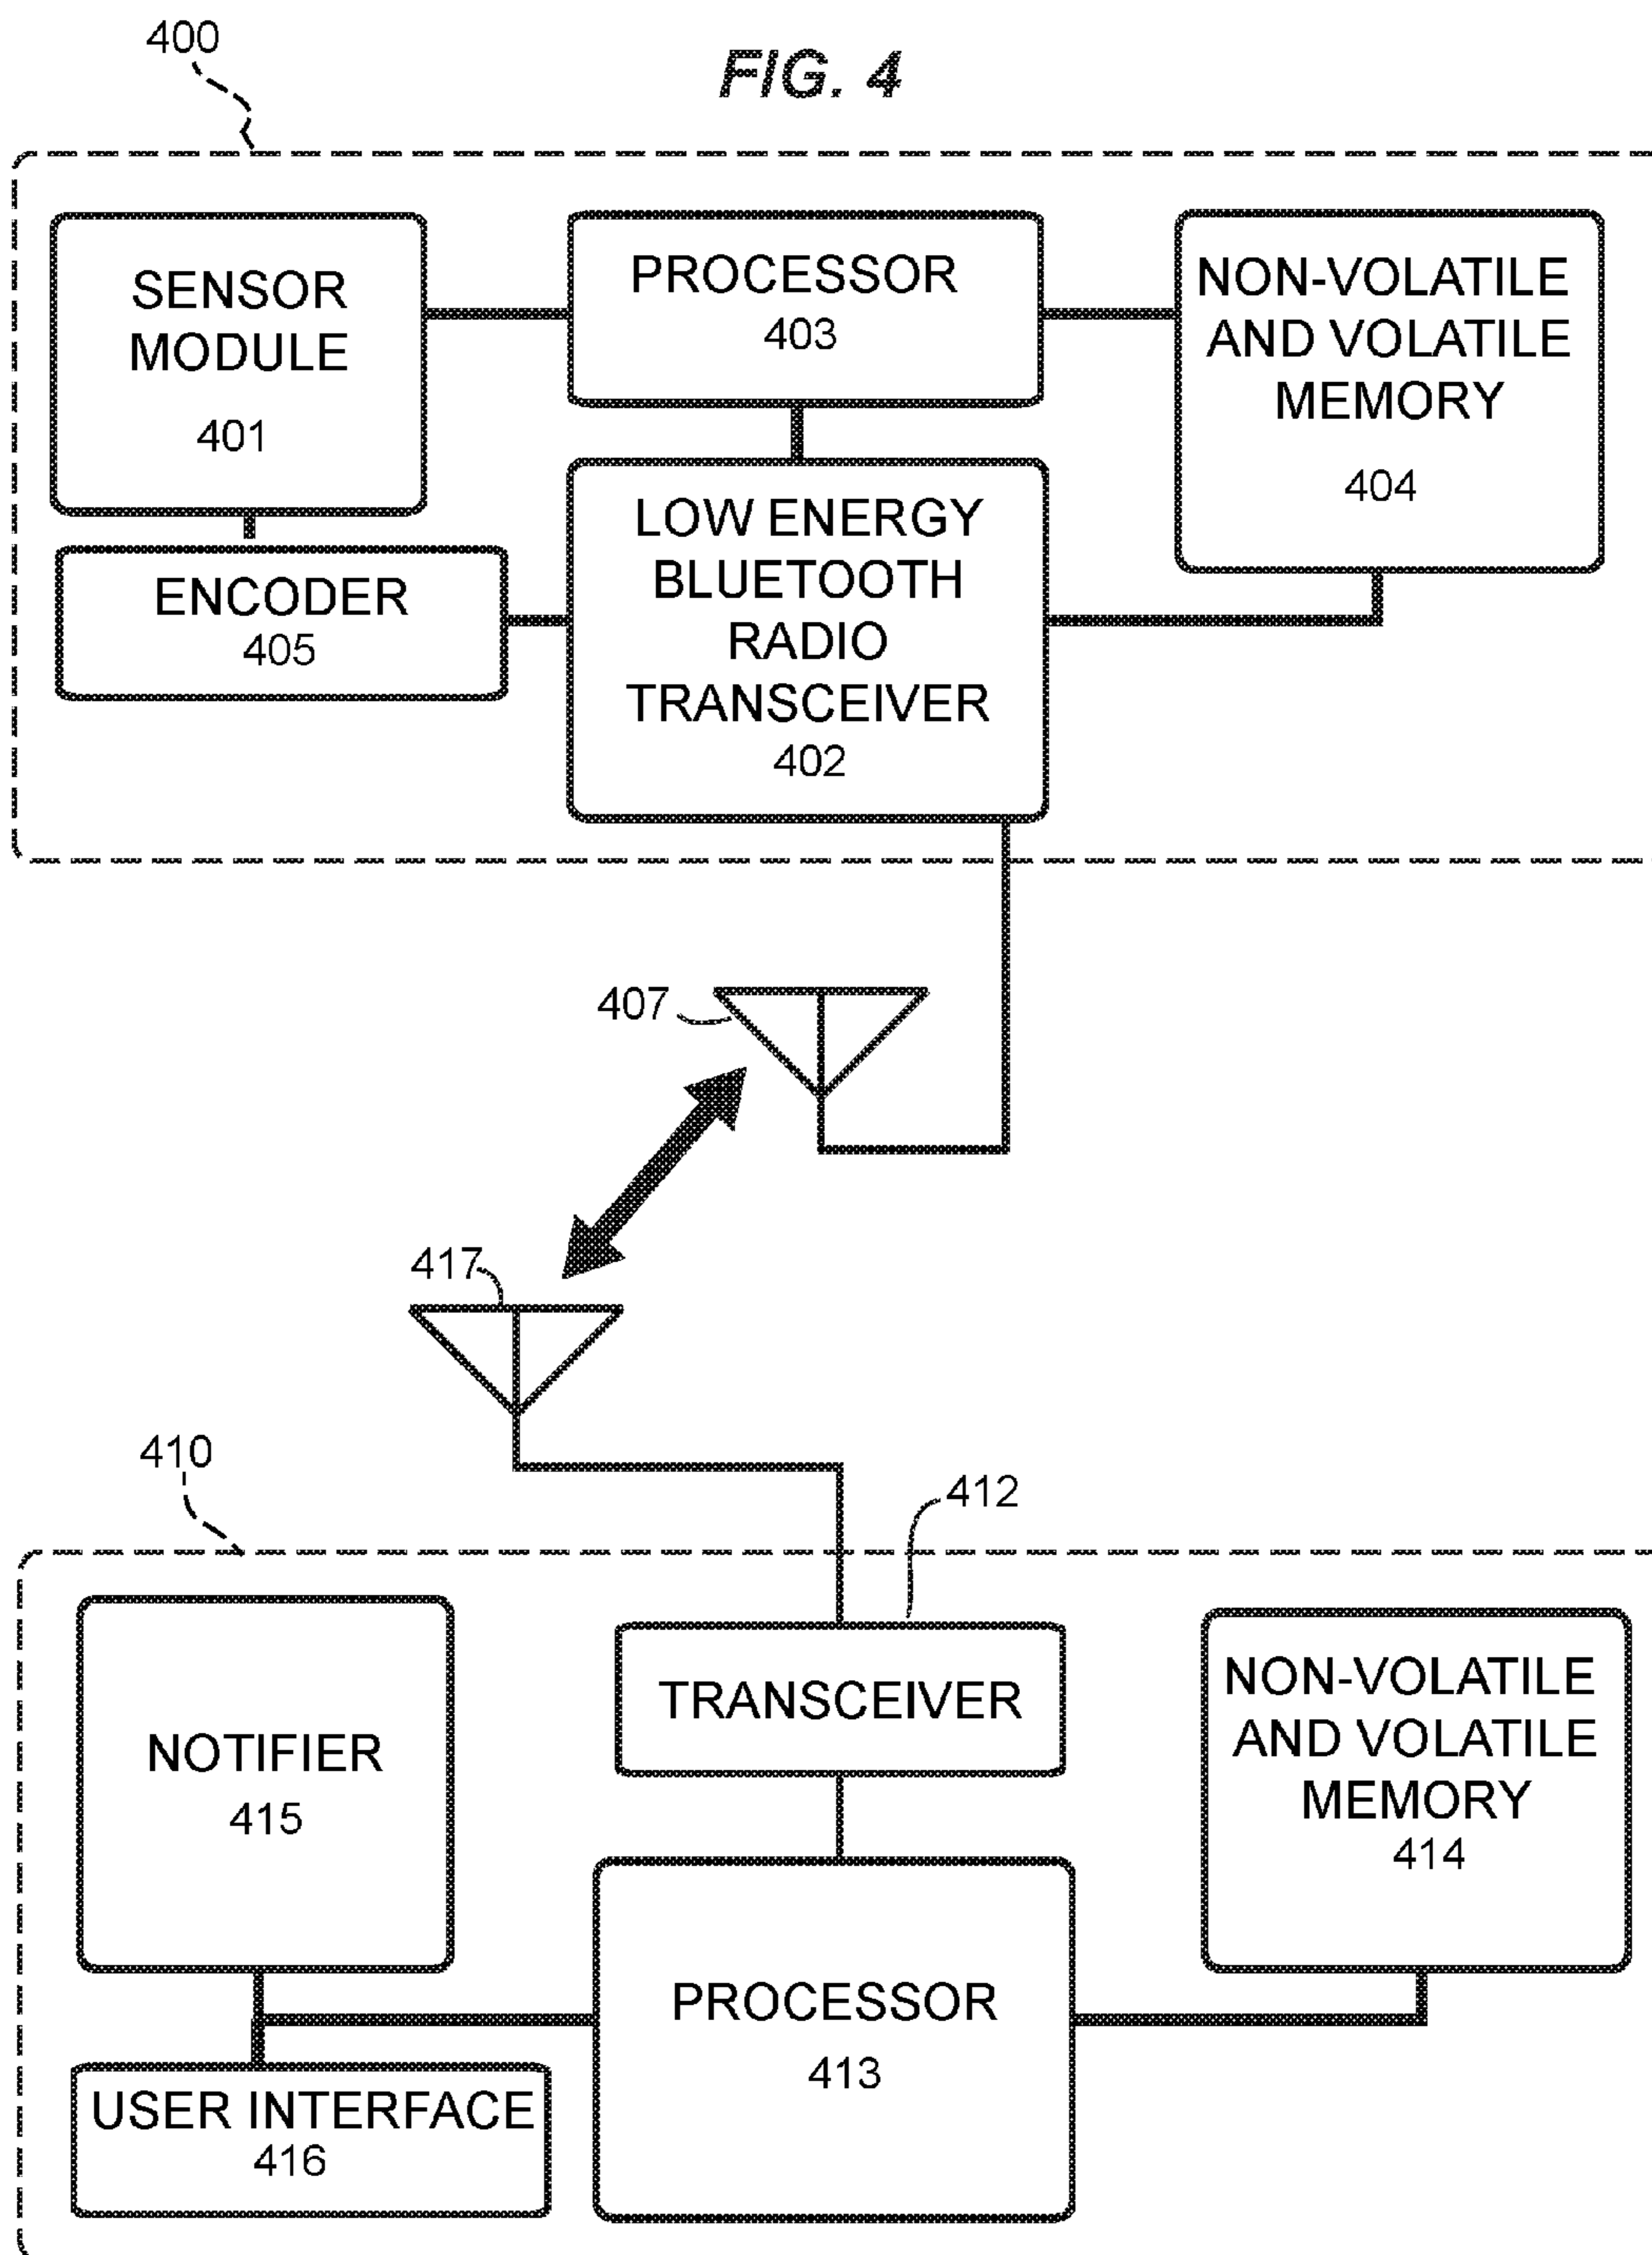 400
FIG. 4
SENSOR
MODULE
401
PROCESSOR
403
NON-VOLATILE
AND VOLATILE
MEMORY
404
ENCODER
405
LOW ENERGY
BLUETOOTH
RADIO
TRANSCEIVER
402
407
417
410
412
NOTIFIER
415
TRANSCEIVER
NON-VOLATILE
AND VOLATILE
MEMORY
414
PROCESSOR
413
USER INTERFACE
416